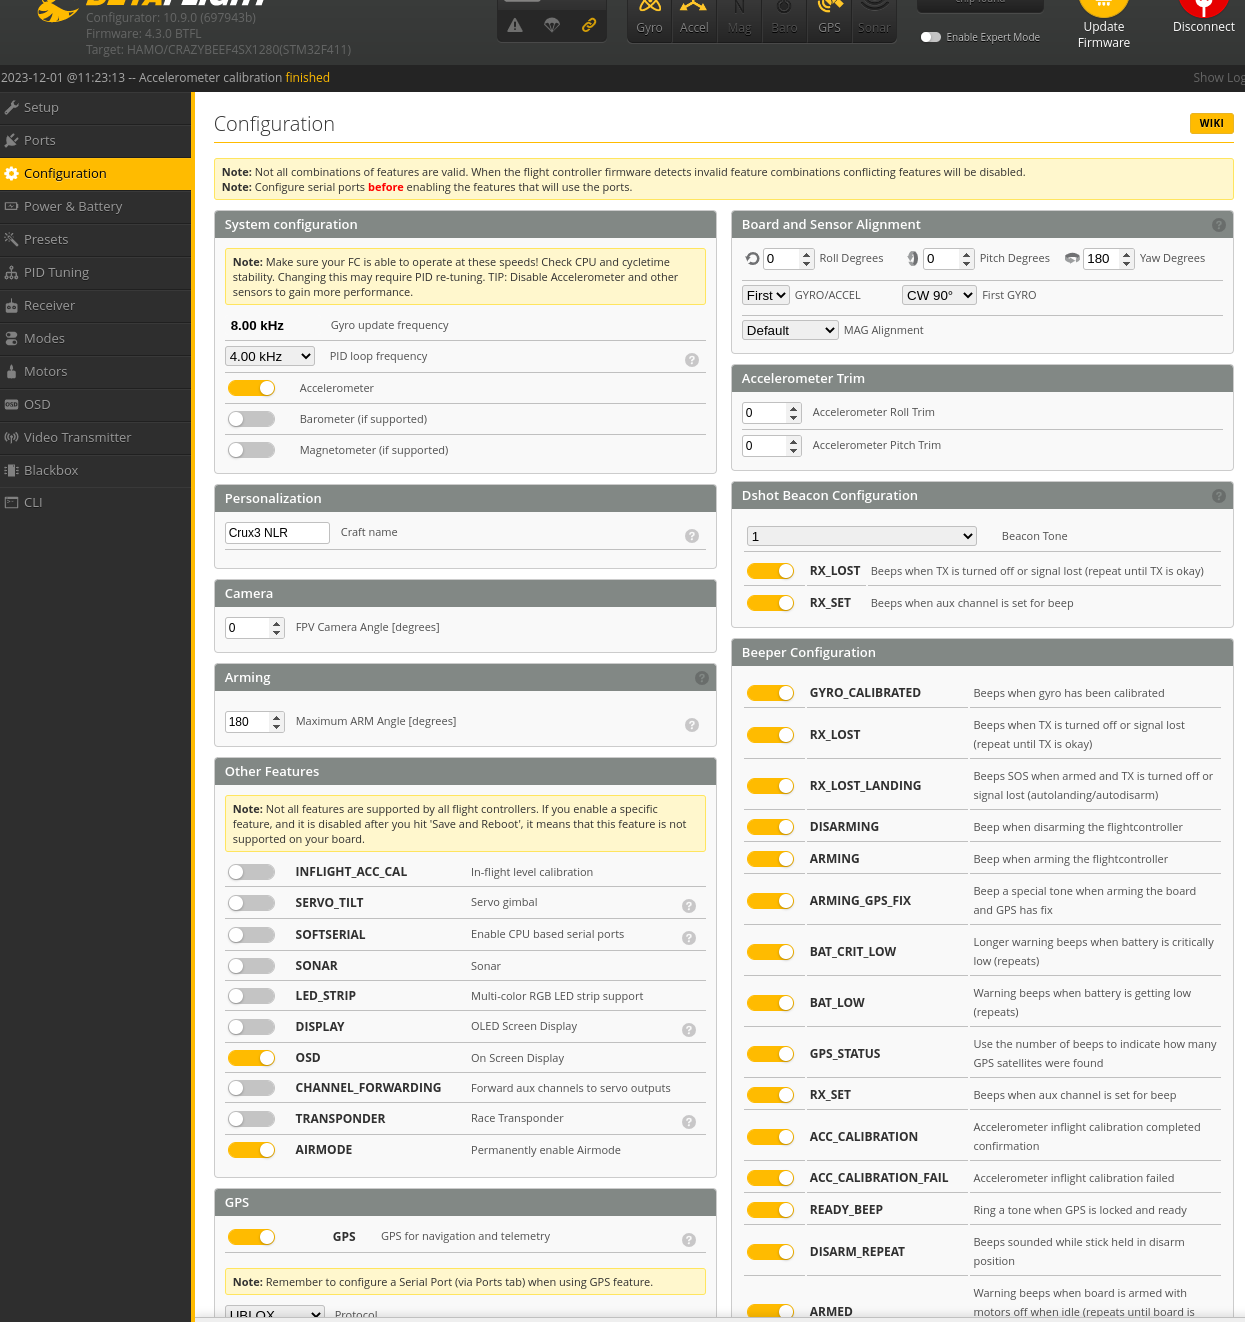 BETAFLIGHT
Configurator: 10.9.0 (697943b)
Firmware: 4.3.0 BTFL
Target: HAMO/CRAZYBEEF4SX1280(STM32F411)
Gyro
Accel
Mag
Baro
GPS
Sonar
Enable Expert Mode
Update
Firmware
Disconnect
2023-12-01 @11:23:13 -- Accelerometer calibration finished
Show Log
Setup
Ports
Configuration
Power & Battery
Presets
PID Tuning
Receiver
Modes
Motors
OSD
Video Transmitter
Blackbox
CLI
Configuration
WIKI
Note: Not all combinations of features are valid. When the flight controller firmware detects invalid feature combinations conflicting features will be disabled.
Note: Configure serial ports before enabling the features that will use the ports.
System configuration
Note: Make sure your FC is able to operate at these speeds! Check CPU and cycletime
stability. Changing this may require PID re-tuning. TIP: Disable Accelerometer and other
sensors to gain more performance.
8.00 kHz Gyro update frequency
4.00 kHz PID loop frequency
Accelerometer
Barometer (if supported)
Magnetometer (if supported)
Personalization
Crux3 NLR Craft name
Camera
0 FPV Camera Angle [degrees]
Arming
180 Maximum ARM Angle [degrees]
Other Features
Note: Not all features are supported by all flight controllers. If you enable a specific
feature, and it is disabled after you hit 'Save and Reboot', it means that this feature is not
supported on your board.
INFLIGHT_ACC_CAL In-flight level calibration
SERVO_TILT Servo gimbal
SOFTSERIAL Enable CPU based serial ports
SONAR Sonar
LED_STRIP Multi-color RGB LED strip support
DISPLAY OLED Screen Display
OSD On Screen Display
CHANNEL_FORWARDING Forward aux channels to servo outputs
TRANSPONDER Race Transponder
AIRMODE Permanently enable Airmode
GPS
GPS GPS for navigation and telemetry
Note: Remember to configure a Serial Port (via Ports tab) when using GPS feature.
UBLOX Protocol
Board and Sensor Alignment
0 Roll Degrees 0 Pitch Degrees 180 Yaw Degrees
First GYRO/ACCEL CW 90° First GYRO
Default MAG Alignment
Accelerometer Trim
0 Accelerometer Roll Trim
0 Accelerometer Pitch Trim
Dshot Beacon Configuration
1 Beacon Tone
RX_LOST Beeps when TX is turned off or signal lost (repeat until TX is okay)
RX_SET Beeps when aux channel is set for beep
Beeper Configuration
GYRO_CALIBRATED Beeps when gyro has been calibrated
RX_LOST Beeps when TX is turned off or signal lost
(repeat until TX is okay)
RX_LOST_LANDING Beeps SOS when armed and TX is turned off or
signal lost (autolanding/autodisarm)
DISARMING Beep when disarming the flightcontroller
ARMING Beep when arming the flightcontroller
ARMING_GPS_FIX Beep a special tone when arming the board
and GPS has fix
BAT_CRIT_LOW Longer warning beeps when battery is critically
low (repeats)
BAT_LOW Warning beeps when battery is getting low
(repeats)
GPS_STATUS Use the number of beeps to indicate how many
GPS satellites were found
RX_SET Beeps when aux channel is set for beep
ACC_CALIBRATION Accelerometer inflight calibration completed
confirmation
ACC_CALIBRATION_FAIL Accelerometer inflight calibration failed
READY_BEEP Ring a tone when GPS is locked and ready
DISARM_REPEAT Beeps sounded while stick held in disarm
position
ARMED Warning beeps when board is armed with
motors off when idle (repeats until board is